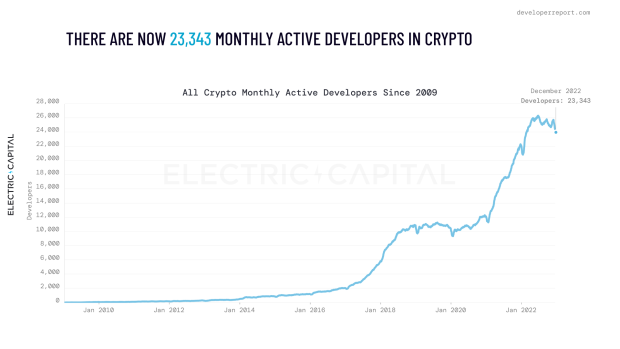 developerreport.com
THERE ARE NOW 23,343 MONTHLY ACTIVE DEVELOPERS IN CRYPTO
All Crypto Monthly Active Developers Since 2009
December 2022
Developers: 23,343
28,000
26,000
24,000
20,000
18,000
16,000
14,000
12,000
10,000
8,000
6,000
4,000
2,000
0
Developers
ELECTRIC CAPITAL
ELECTRIC CAPITAL
Jan 2010
Jan 2012
Jan 2014
Jan 2016
Jan 2018
Jan 2020
Jan 2022